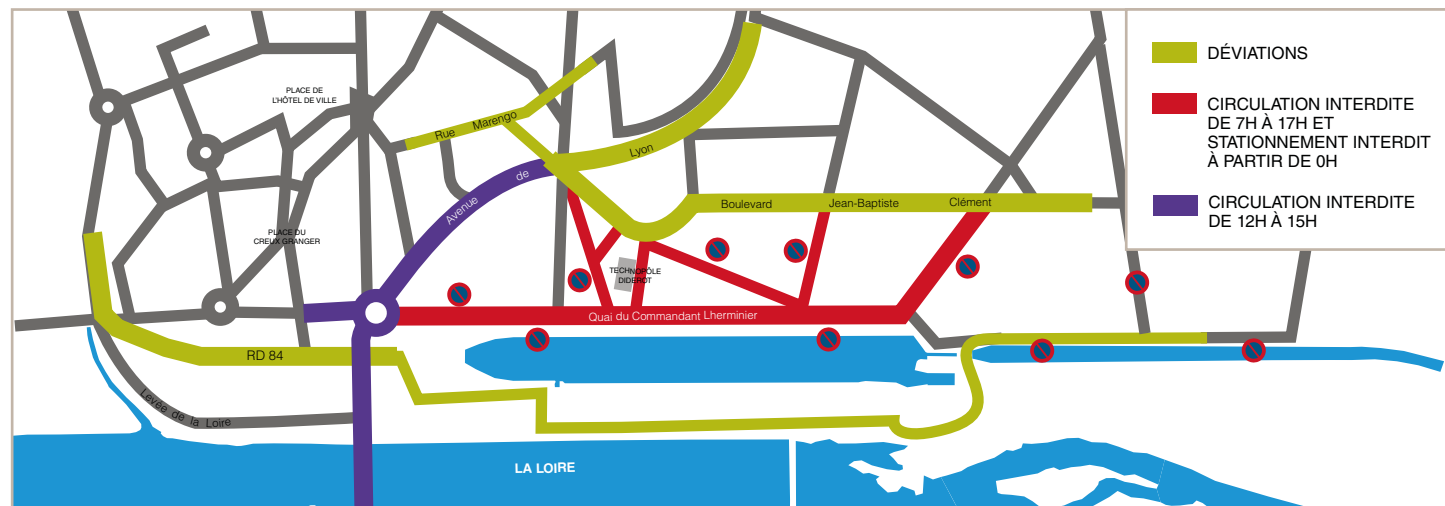 DÉVIATIONS
CIRCULATION INTERDITE
DE 7H À 17H ET
STATIONNEMENT INTERDIT
À PARTIR DE 0H
CIRCULATION INTERDITE
DE 12H À 15H
PLACE DE
L'HÔTEL DE VILLE
Rue Marengo
Avenue de Lyon
Boulevard Jean-Baptiste Clément
PLACE DU
CREUX GRANGER
TECHNOPÔLE
DIDEROT
Quai du Commandant Lherminier
RD 84
Levée de la Loire
LA LOIRE